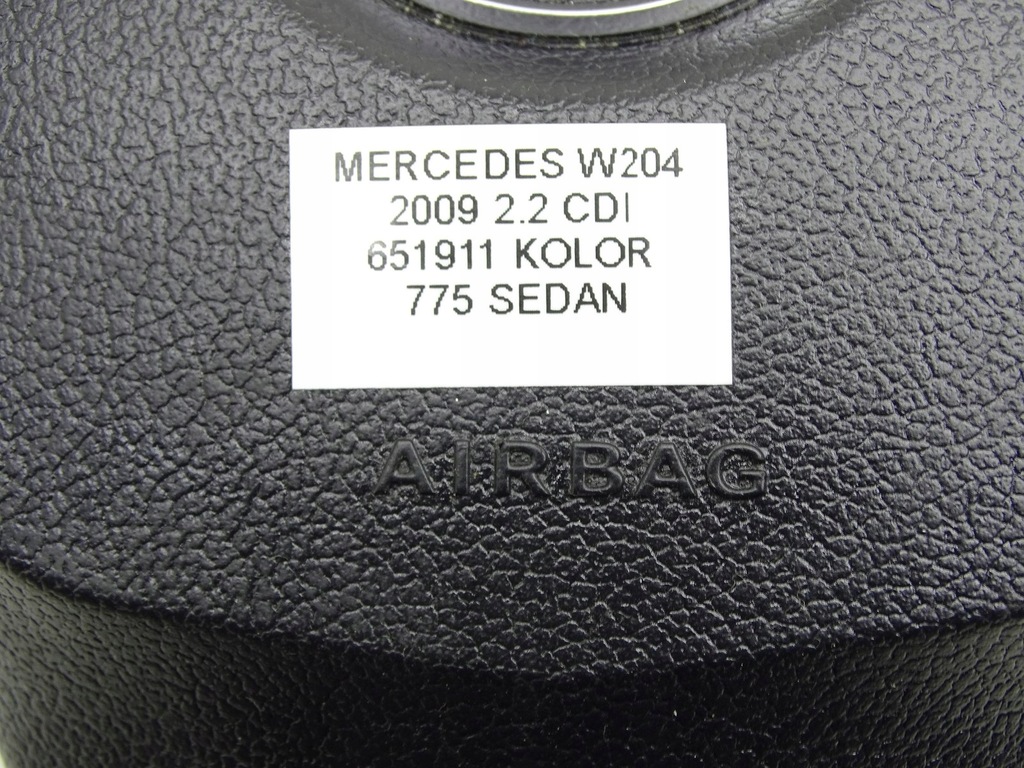 MERCEDES W204
2009 2.2 CDI
651911 KOLOR
775 SEDAN
AIRBAG